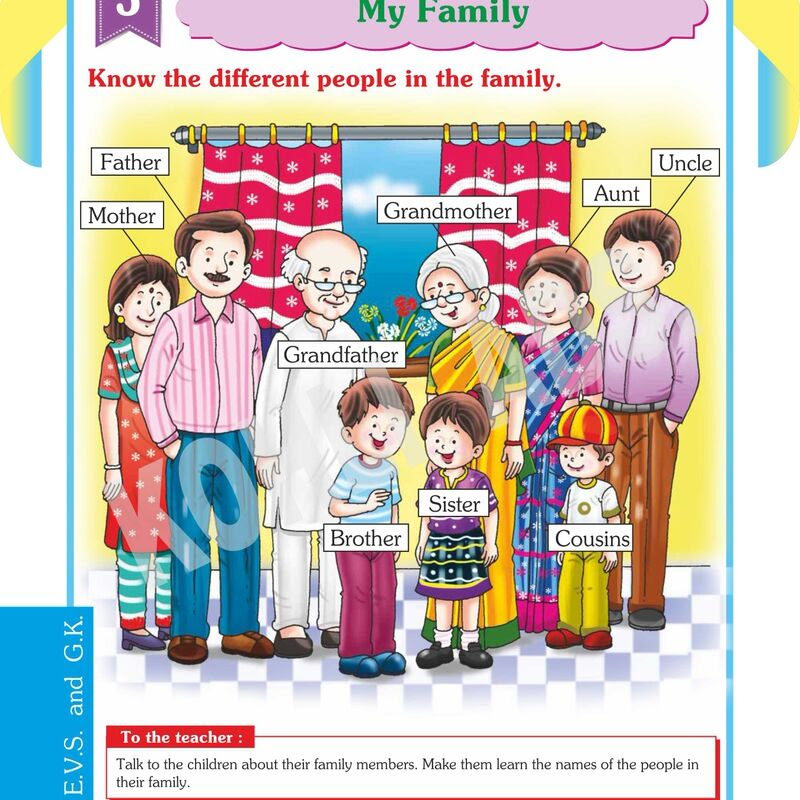 My Family
Know the different people in the family.
Father
Uncle
Mother
Aunt
Grandmother
Grandfather
Sister
Brother
Cousins
E.V.S. and G.K.
To the teacher :
Talk to the children about their family members. Make them learn the names of the people in
their family.